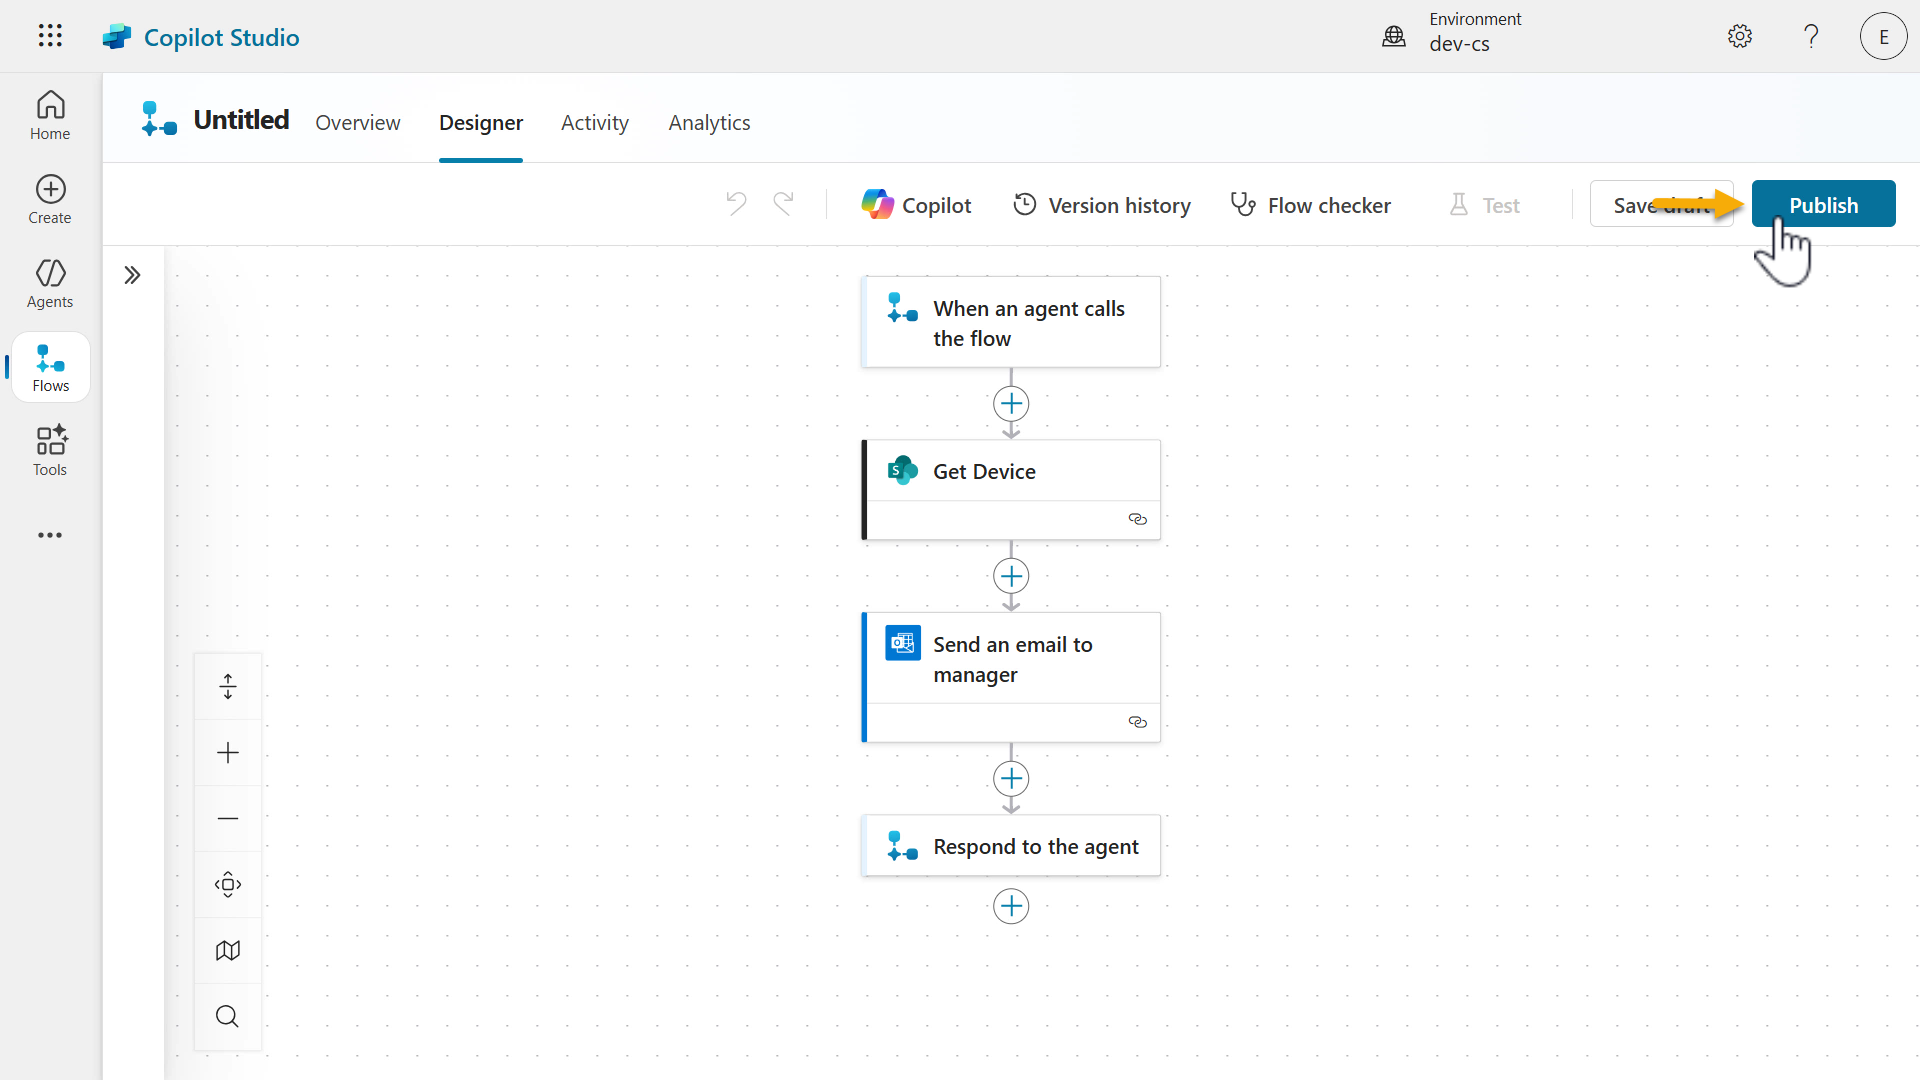 Copilot Studio
Environment
dev-cs
E
Home
Create
Agents
Flows
Tools
Untitled
Overview
Designer
Activity
Analytics
Copilot
Version history
Flow checker
Test
Save draft
Publish
When an agent calls
the flow
S
Get Device
Send an email to
manager
Respond to the agent